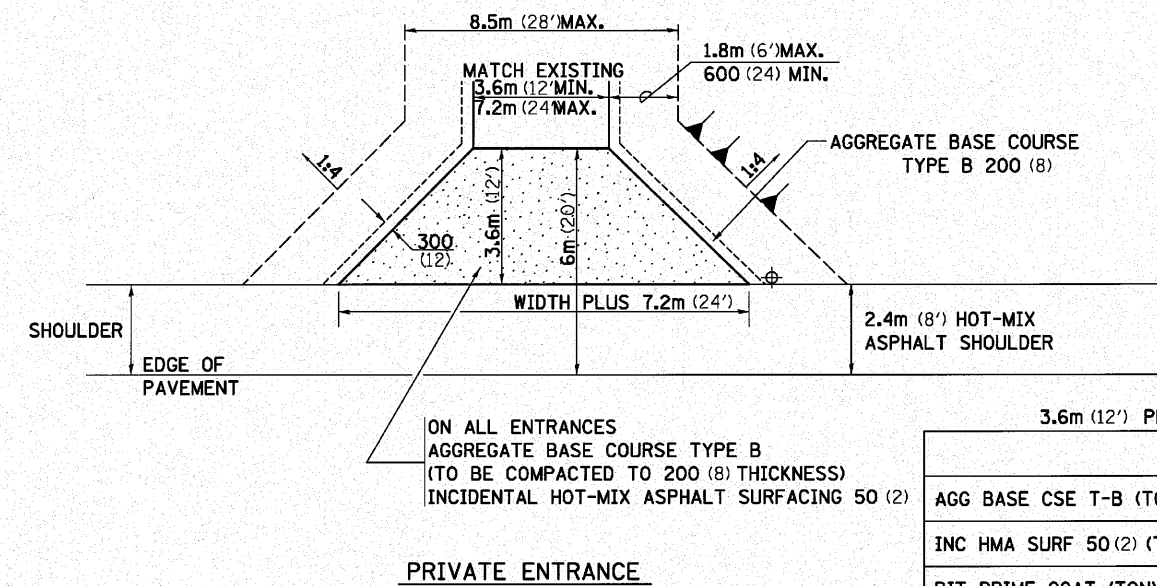 8.5m (28')MAX.
1.8m (6')MAX.
600 (24) MIN.
MATCH EXISTING
3.6m (12'MIN.
7.2m (24'MAX.
AGGREGATE BASE COURSE
TYPE B 200 (8)
1:4
1:4
3.6m (12')
6m (20')
300
(12)
WIDTH PLUS 7.2m (24')
SHOULDER
2.4m (8') HOT-MIX
ASPHALT SHOULDER
EDGE OF
PAVEMENT
ON ALL ENTRANCES
AGGREGATE BASE COURSE TYPE B
(TO BE COMPACTED TO 200 (8) THICKNESS)
INCIDENTAL HOT-MIX ASPHALT SURFACING 50 (2)
3.6m (12')
AGG BASE CSE T-B
INC HMA SURF 50 (2)
BIT PRIME COAT (TON)
PRIVATE ENTRANCE